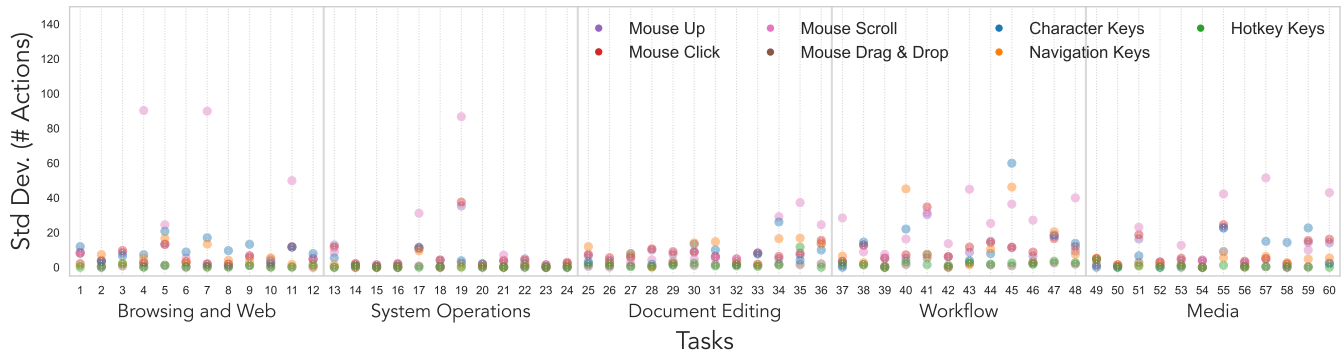 Std Dev. (# Actions)
140
120
100
80
60
40
20
0
Mouse Up Mouse Scroll Character Keys Hotkey Keys
Mouse Click Mouse Drag & Drop Navigation Keys
1 2 3 4 5 6 7 8 9 10 11 12 13 14 15 16 17 18 19 20 21 22 23 24 25 26 27 28 29 30 31 32 33 34 35 36 37 38 39 40 41 42 43 44 45 46 47 48 49 50 51 52 53 54 55 56 57 58 59 60
Browsing and Web System Operations Document Editing Workflow Media
Tasks